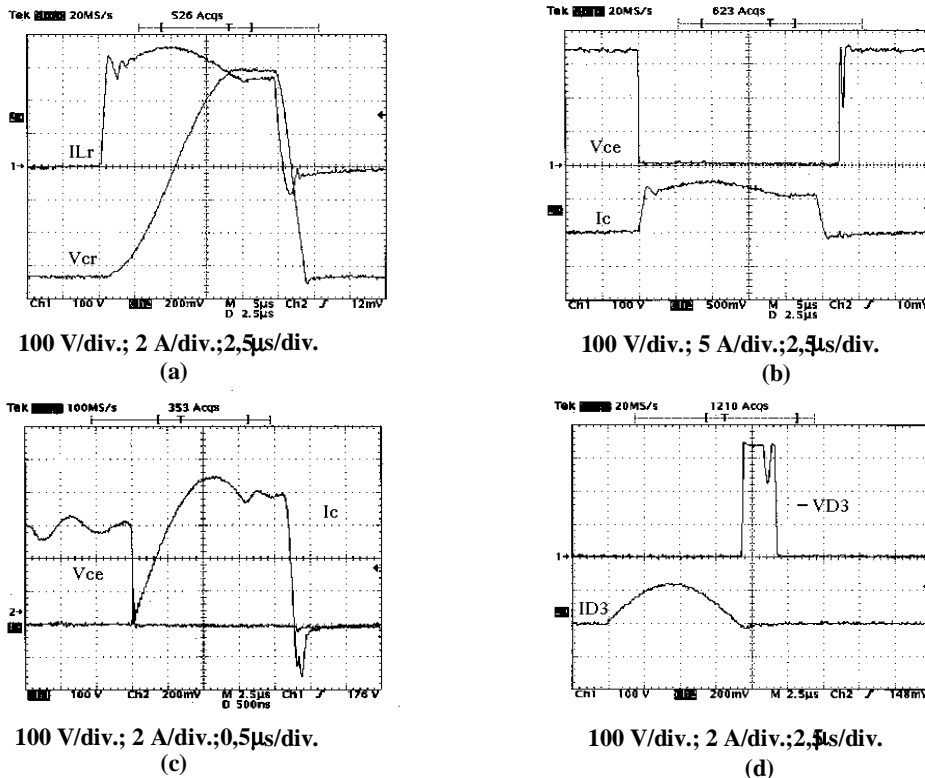 Tek 20MS/s 526 Acqs
ILr
1→
Vcr
Ch1 100 V 200mV M 5µs Ch2 ∫ 12mV
D 2.5µs
100 V/div.; 2 A/div.;2,5µs/div.
(a)
Tek 20MS/s 623 Acqs
Vce
1→
Ic
Ch1 100 V 500mV M 5µs Ch2 ∫ 10mV
D 2.5µs
100 V/div.; 5 A/div.;2,5µs/div.
(b)
Tek 100MS/s 353 Acqs
Ic
Vce
2→
100 V Ch2 200mV M 2.5µs Ch1 ∫ 176 V
D 500ns
100 V/div.; 2 A/div.;0,5µs/div.
(c)
Tek 20MS/s 1210 Acqs
VD3
1→
ID3
Ch1 100 V 200mV M 2.5µs Ch2 ∫ 148mV
100 V/div.; 2 A/div.;2,5µs/div.
(d)